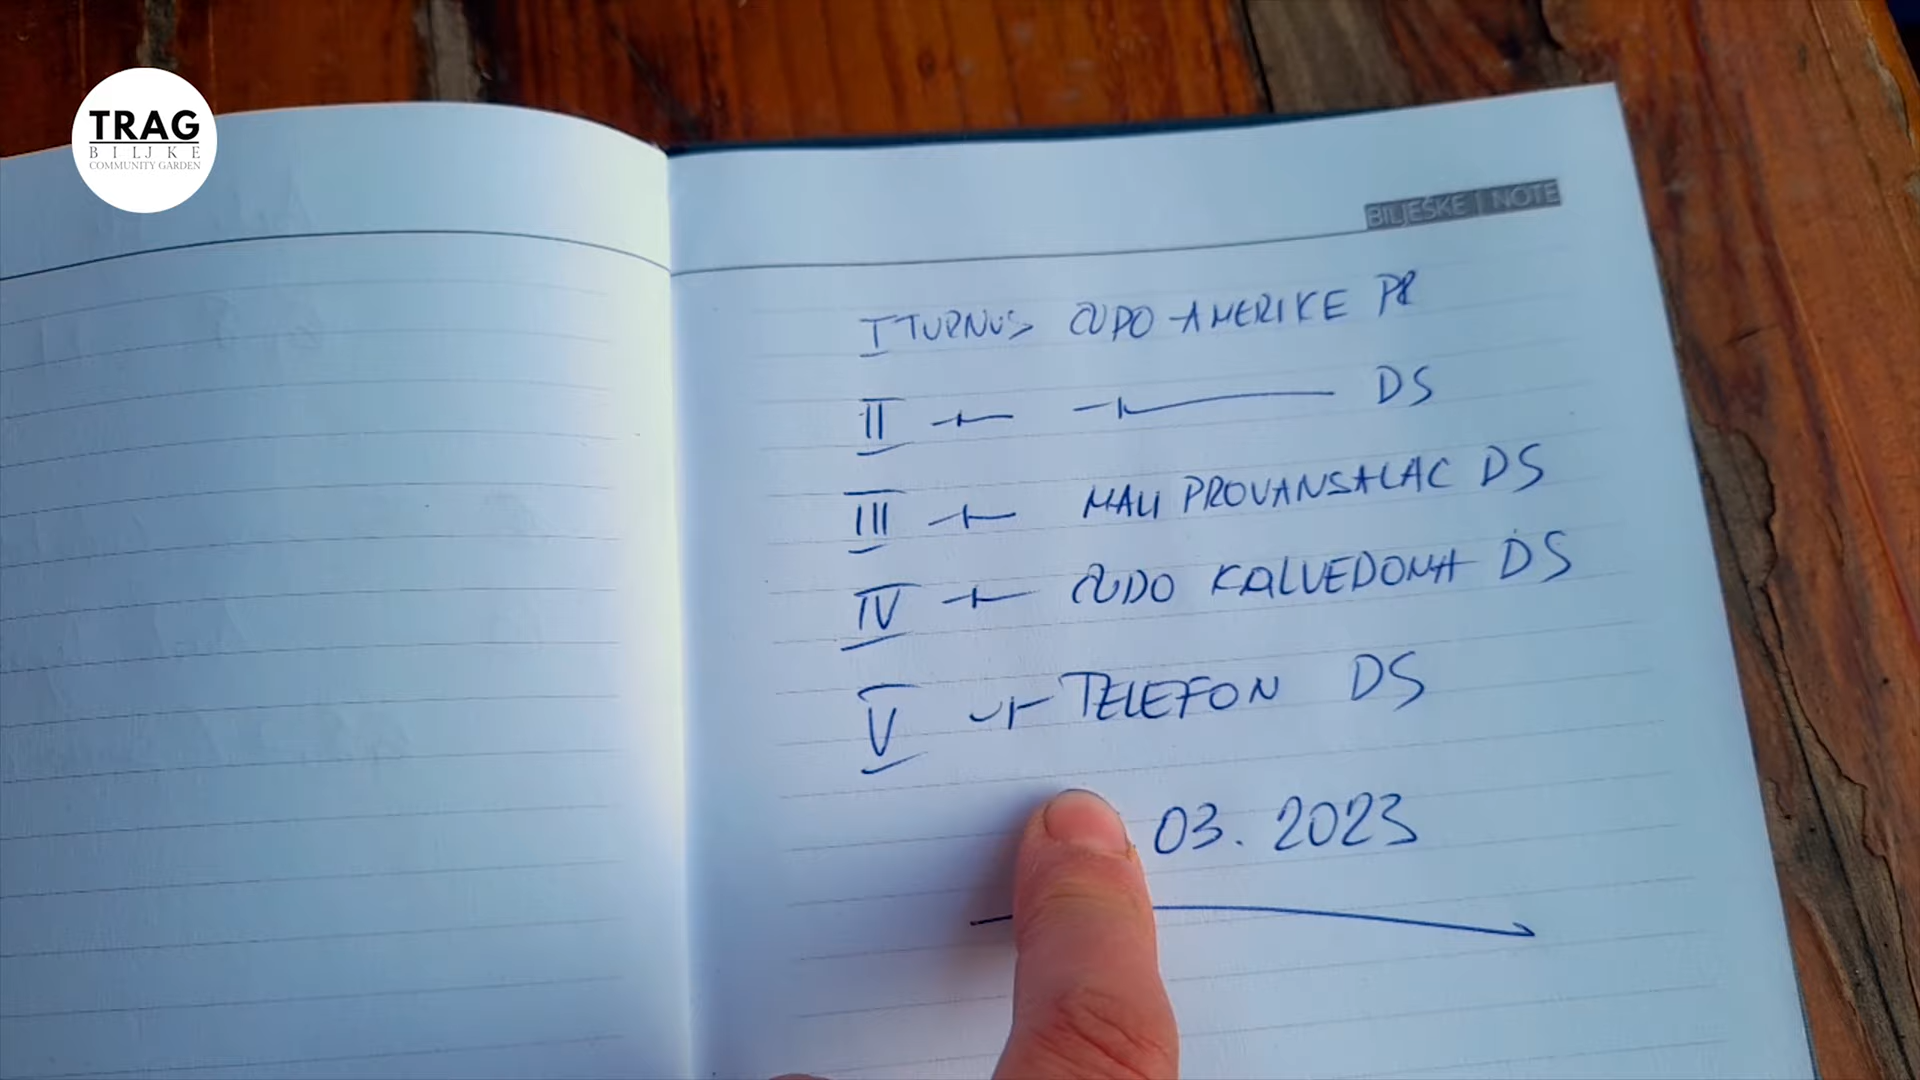 TRAG
BILJKE
COMMUNITY GARDEN
BILJEŠKE | NOTE
I TURNUS ČUDO AMERIKE PR
II DS
III MALI PROVANSALAC DS
IV ČUDO KALVEDONA DS
V TELEFON DS
03. 2023